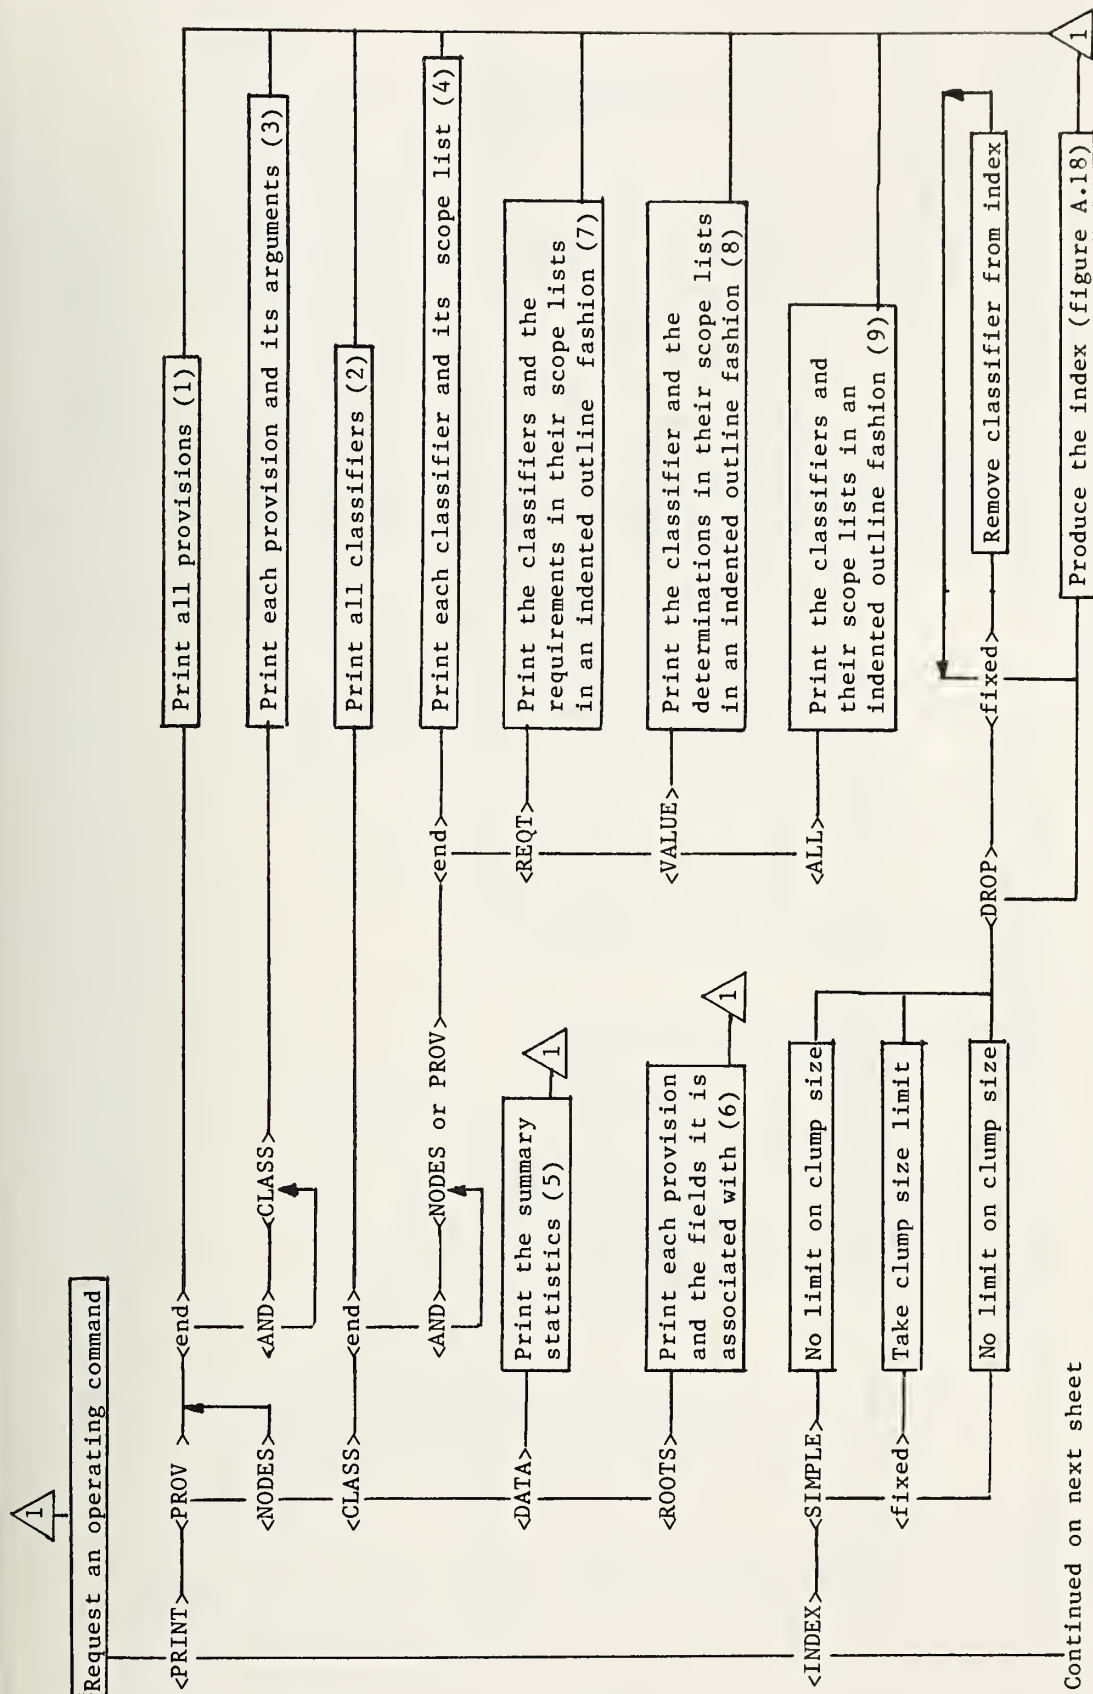 1
Request an operating command
<PRINT>
<PROV >
<end>
Print all provisions (1)
<NODES>
<AND>
<CLASS>
Print each provision and its arguments (3)
<CLASS>
<end>
Print all classifiers (2)
<AND>
<NODES or PROV>
<end>
Print each classifier and its scope list (4)
<DATA>
Print the summary
statistics (5)
1
<REQT>
Print the classifiers and the
requirements in their scope lists
in an indented outline fashion (7)
<ROOTS>
Print each provision
and the fields it is
associated with (6)
1
<VALUE>
Print the classifier and the
determinations in their scope lists
in an indented outline fashion (8)
<ALL>
Print the classifiers and
their scope lists in an
indented outline fashion (9)
<INDEX>
<SIMPLE>
No limit on clump size
<fixed>
Take clump size limit
No limit on clump size
<DROP>
<fixed>
Remove classifier from index
Produce the index (figure A.18)
1
Continued on next sheet